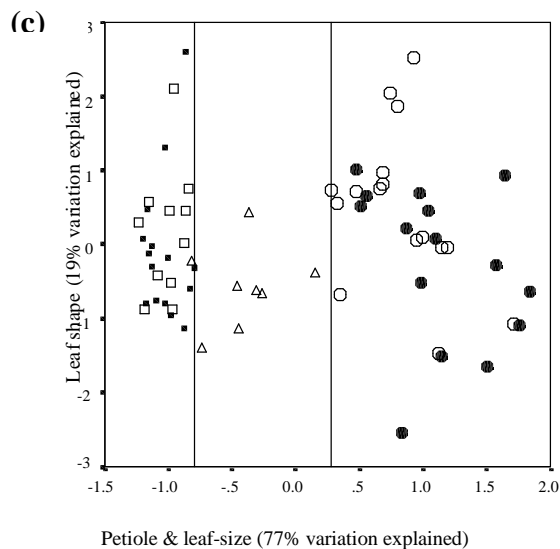 (c)
3
2
1
0
-1
-2
-3
Leaf shape (19% variation explained)
-1.5 -1.0 -0.5 0.0 .5 1.0 1.5 2.0
Petiole & leaf-size (77% variation explained)